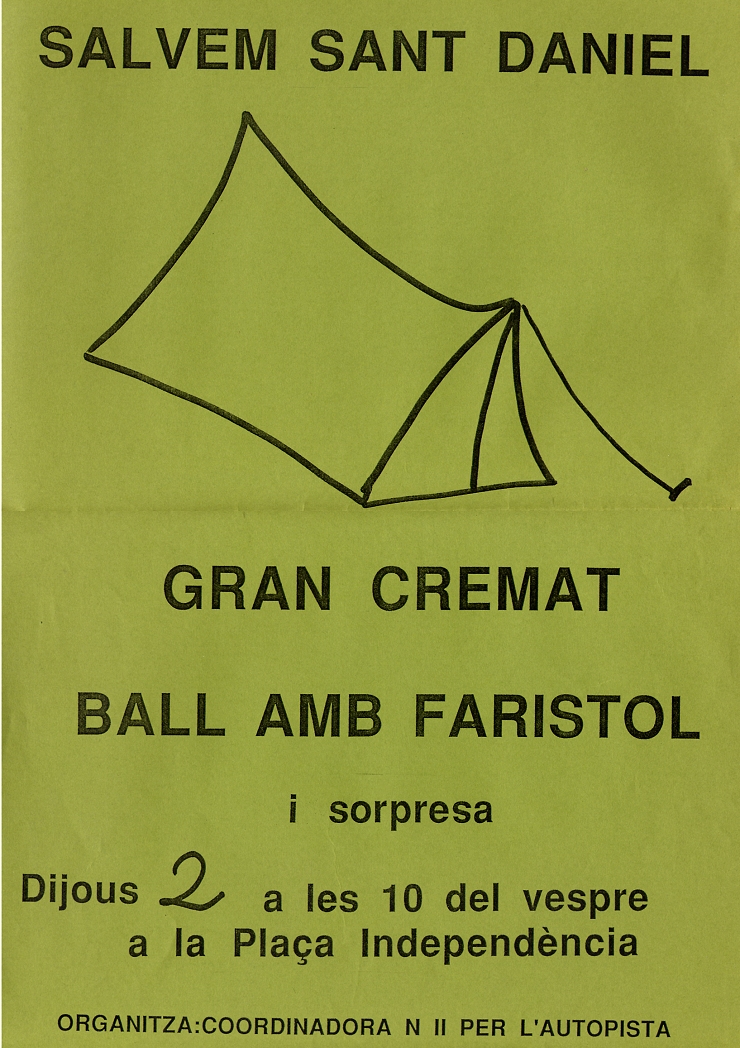 SALVEM SANT DANIEL
GRAN CREMAT
BALL AMB FARISTOL
i sorpresa
Dijous 2 a les 10 del vespre
a la Plaça Independència
ORGANITZA:COORDINADORA N II PER L'AUTOPISTA